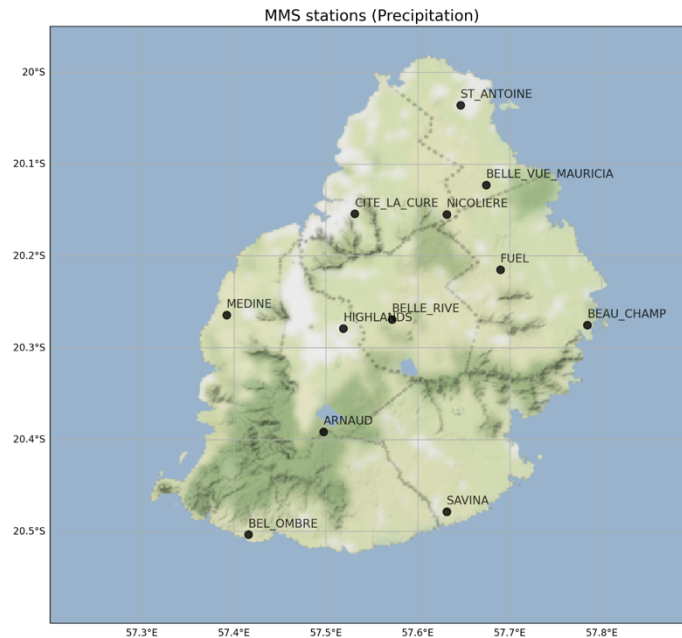 MMS stations (Precipitation)
20°S
ST_ANTOINE
20.1°S
BELLE_VUE_MAURICIA
CITE_LA_CURE
NICOLIERE
20.2°S
FUEL
MEDINE
BELLE_RIVE
HIGHLANDS
BEAU_CHAMP
20.3°S
ARNAUD
20.4°S
SAVINA
20.5°S
BEL_OMBRE
57.3°E
57.4°E
57.5°E
57.6°E
57.7°E
57.8°E